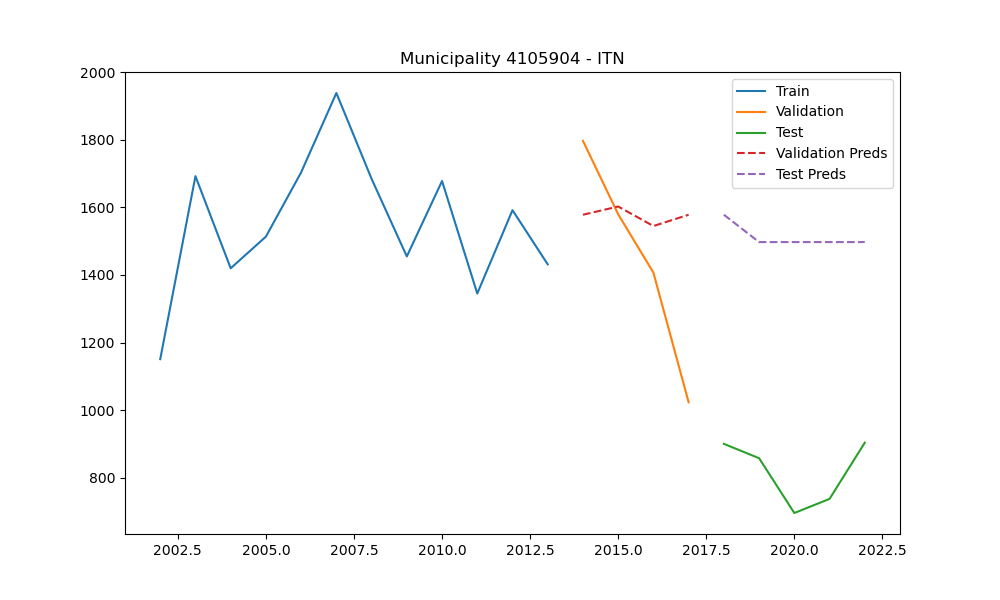 Municipality 4105904 - ITN
2000
1800
1600
1400
1200
1000
800
Train
Validation
Test
Validation Preds
Test Preds
2002.5 2005.0 2007.5 2010.0 2012.5 2015.0 2017.5 2020.0 2022.5